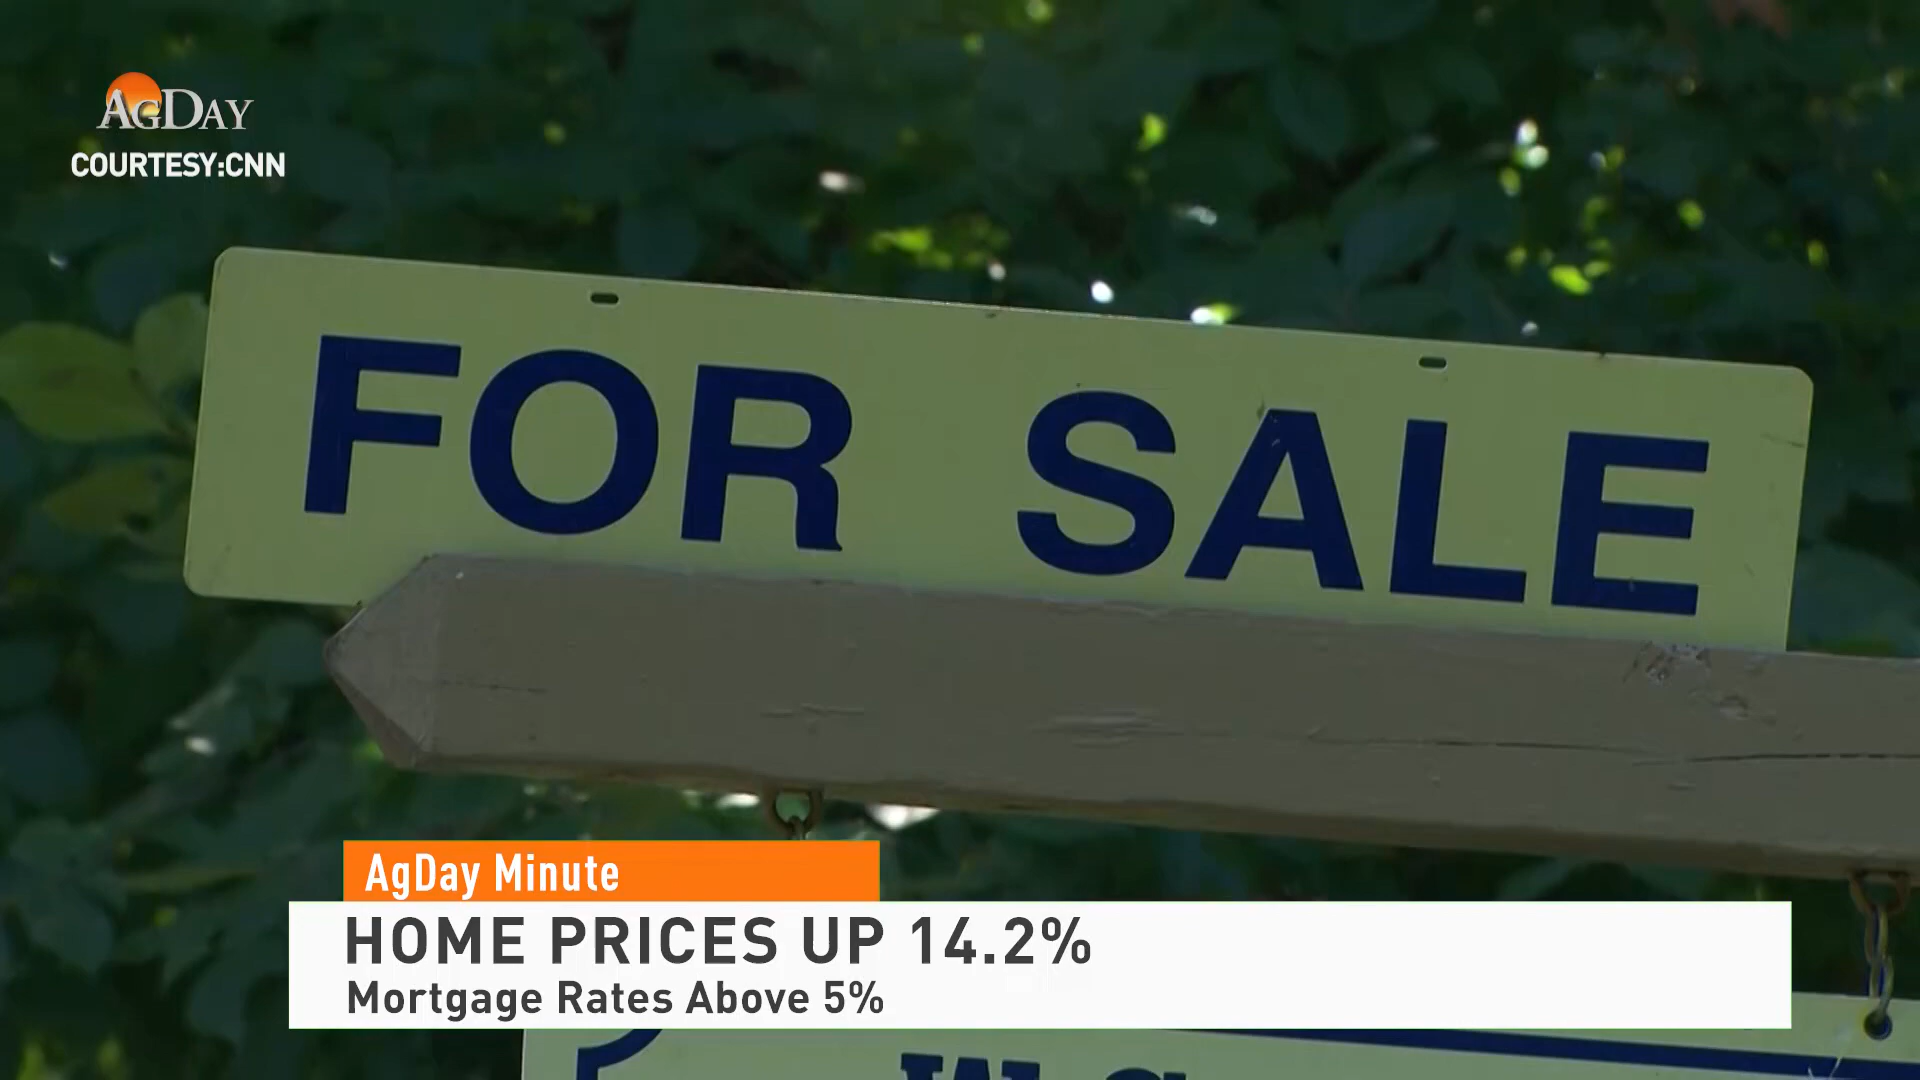 AGDAY
COURTESY:CNN
FOR SALE
AgDay Minute
HOME PRICES UP 14.2%
Mortgage Rates Above 5%